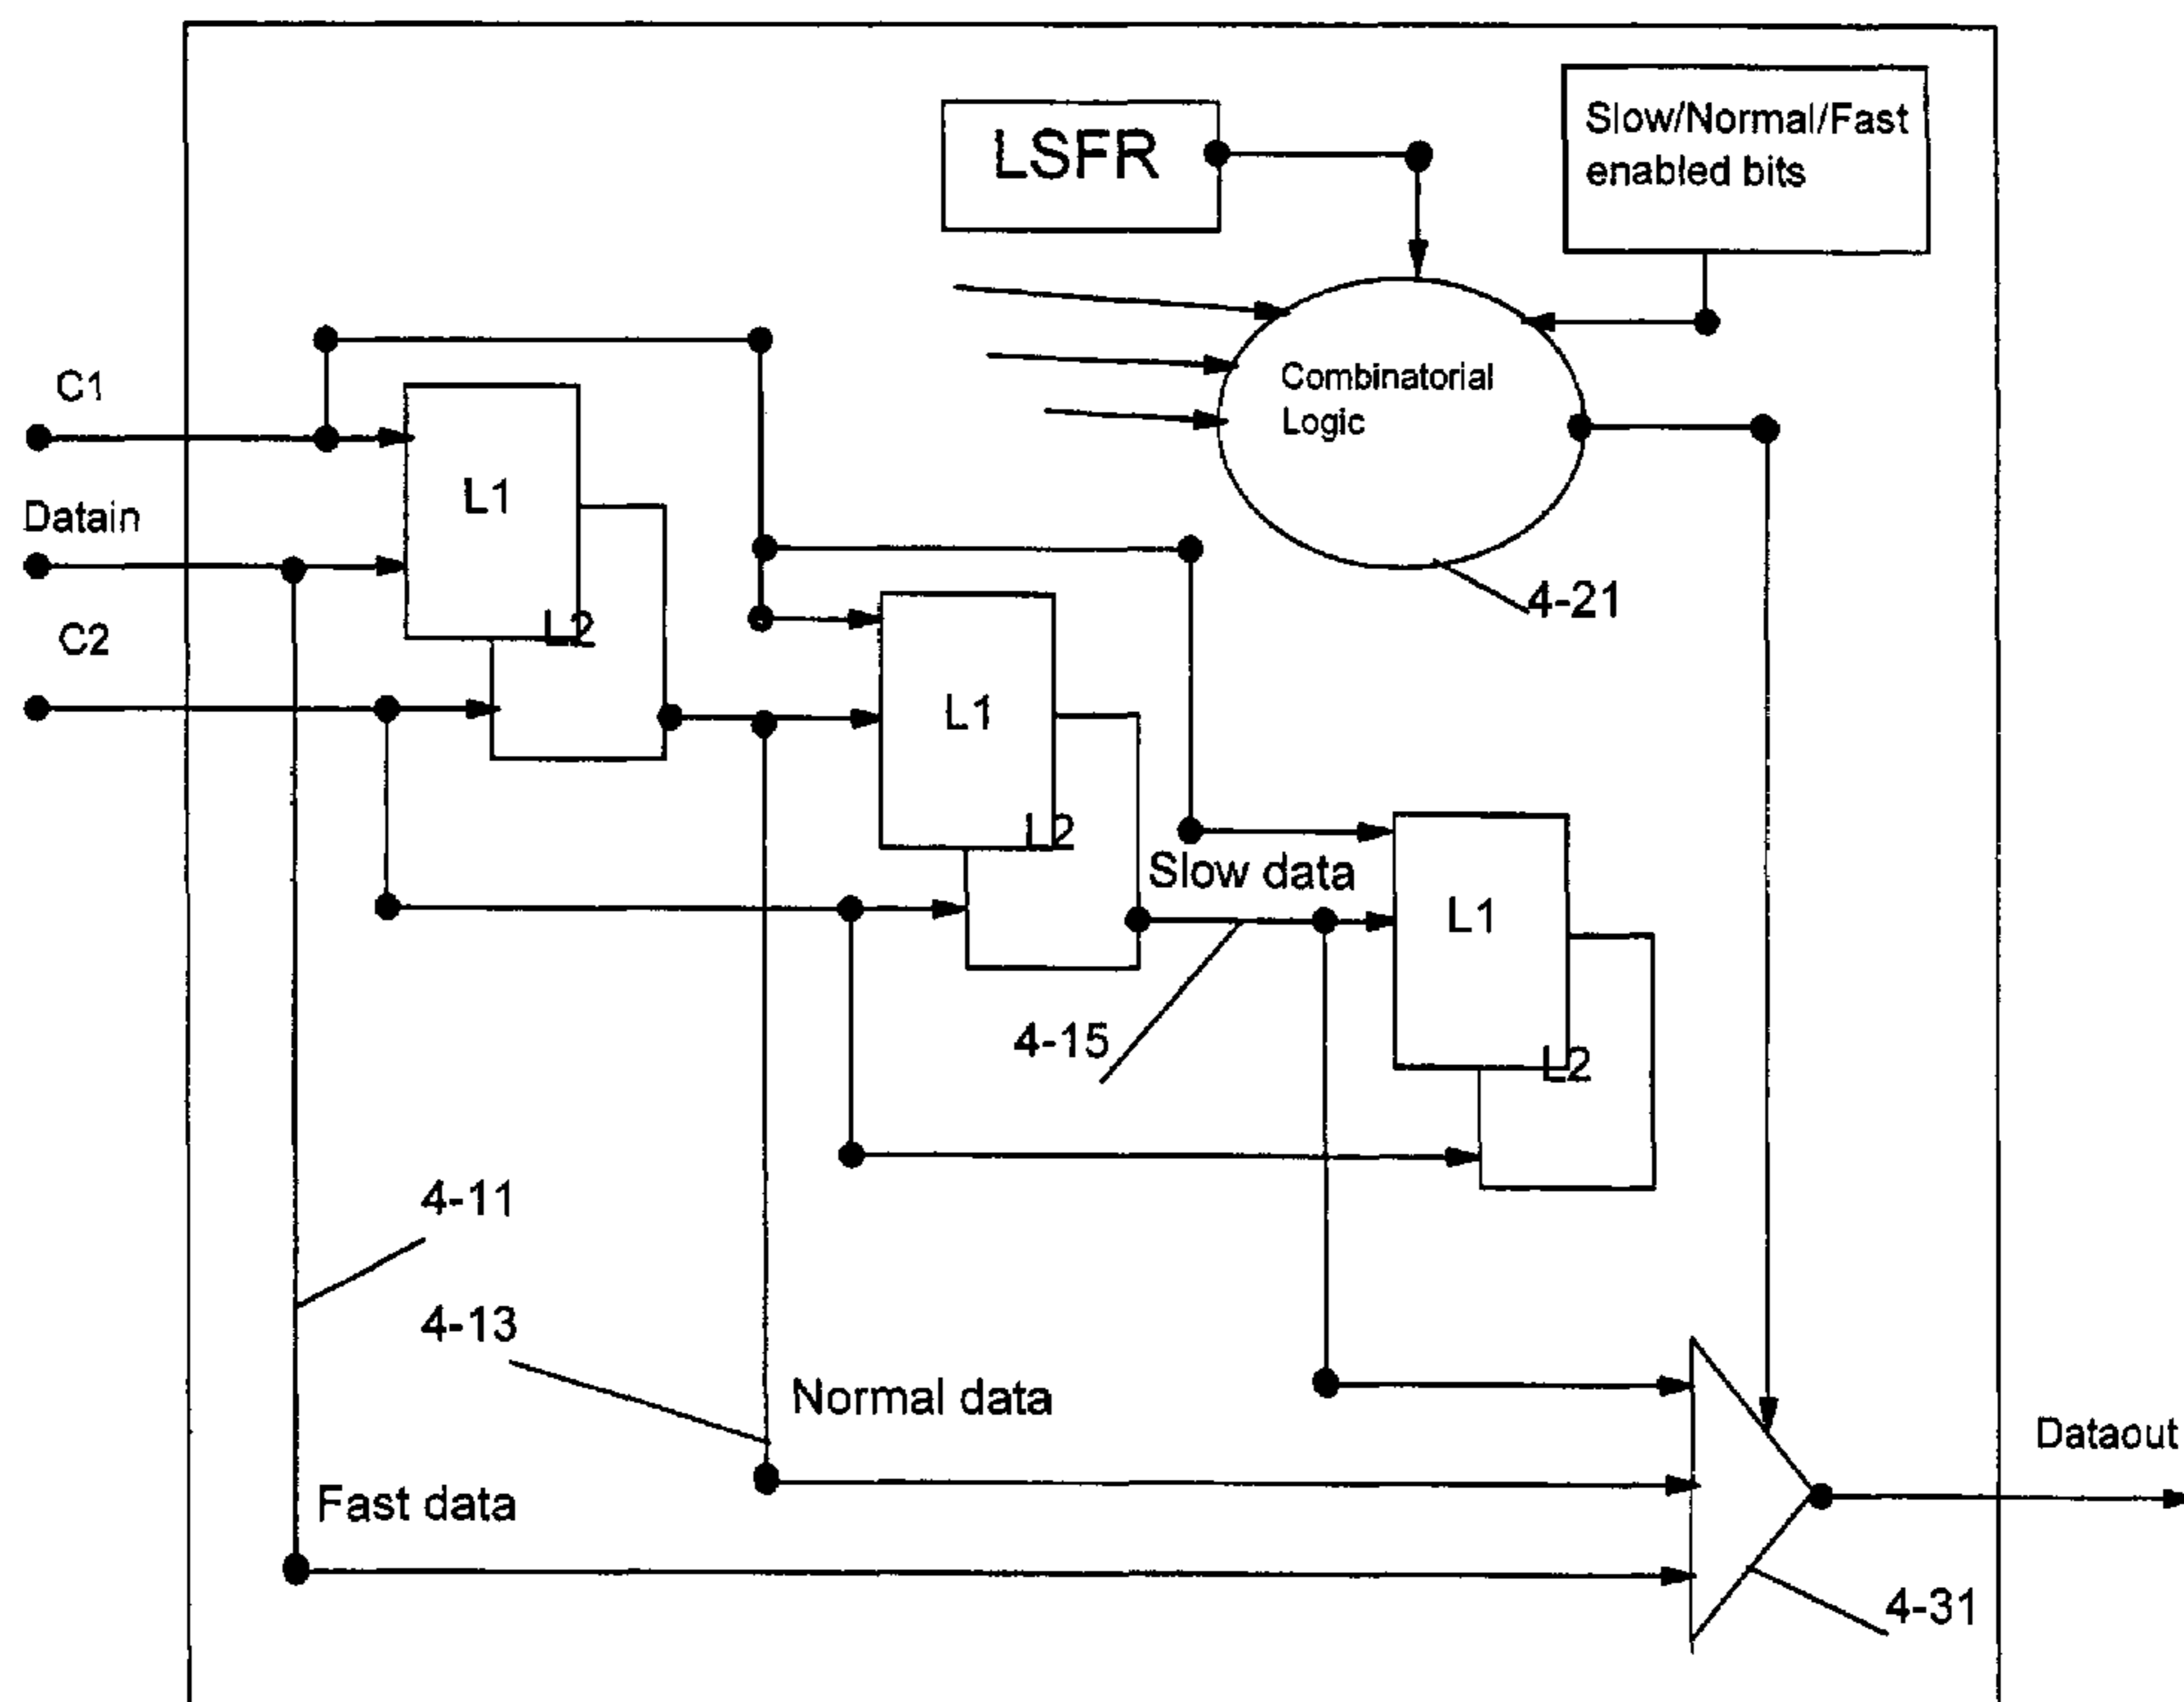 LSFR
Slow/Normal/Fast
enabled bits
Combinatorial
Logic
C1
Datain
C2
L1
L2
4-21
L1
L2
Slow data
L1
L2
4-15
4-11
4-13
Normal data
Fast data
Dataout
4-31